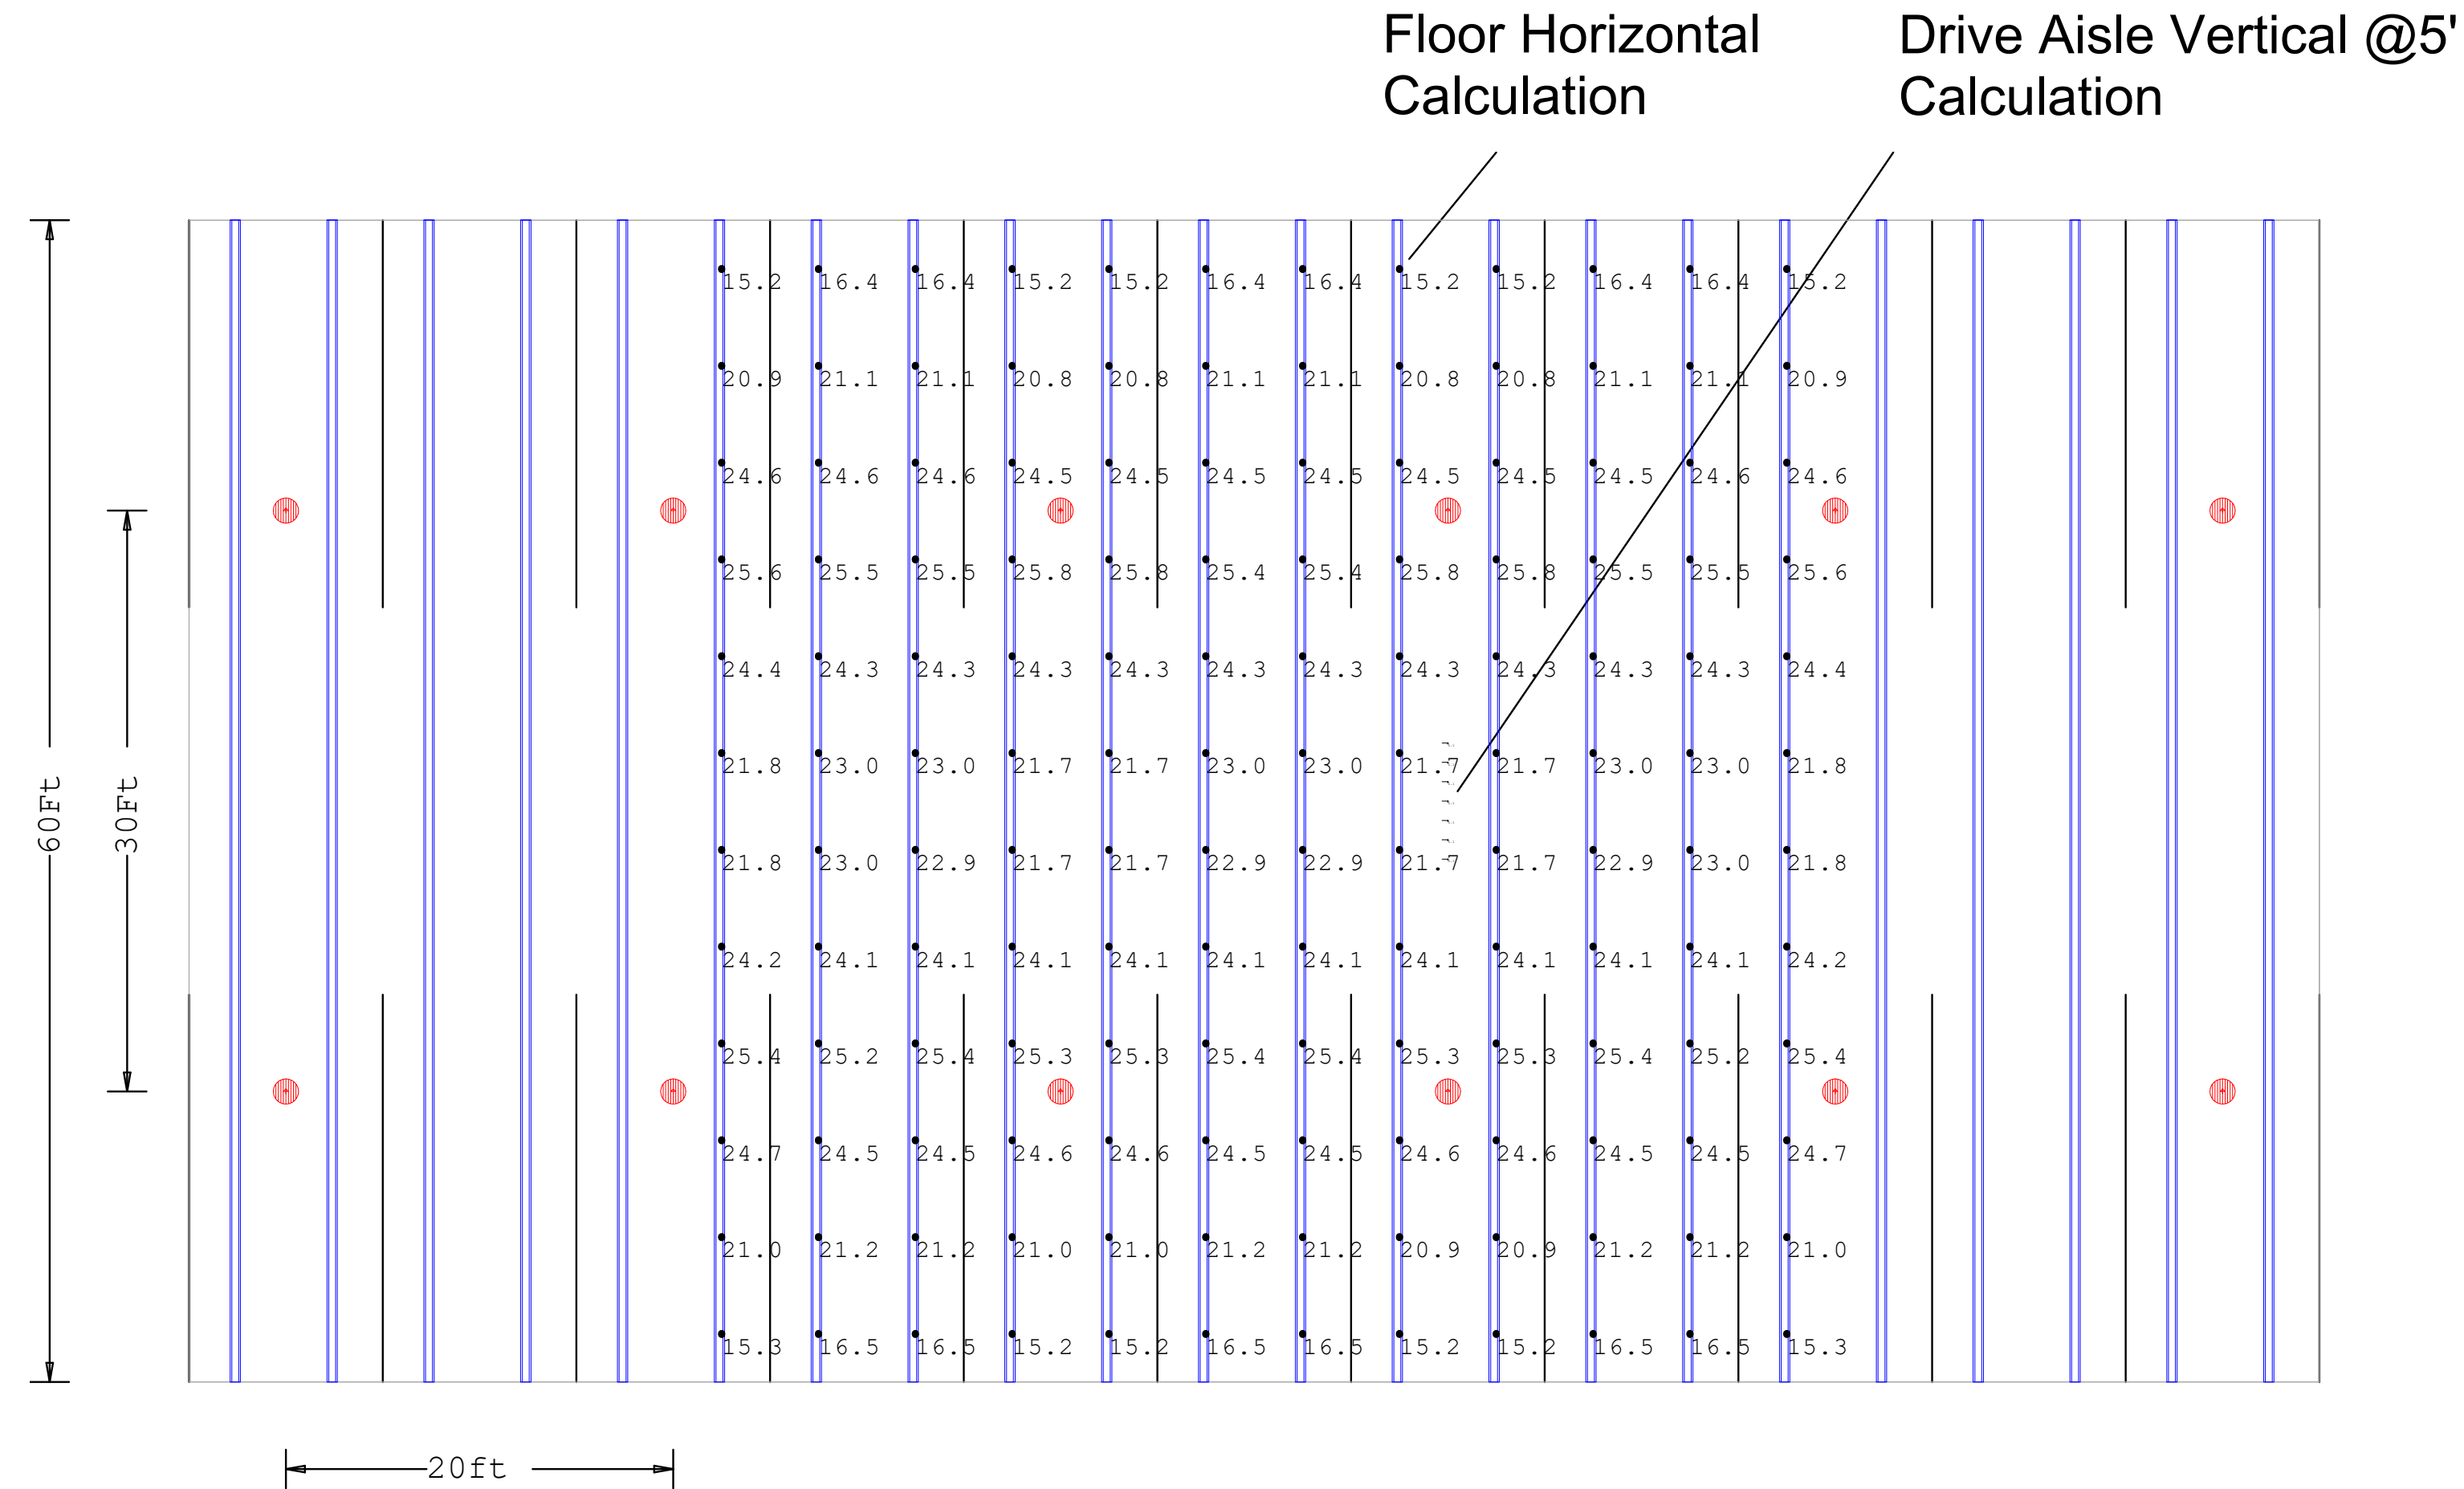 Floor Horizontal
Calculation
Drive Aisle Vertical @5'
Calculation
15.2 16.4 16.4 15.2 15.2 16.4 16.4 15.2 15.2 16.4 16.4 15.2
20.9 21.1 21.1 20.8 20.8 21.1 21.1 20.8 20.8 21.1 21.1 20.9
24.6 24.6 24.6 24.5 24.5 24.5 24.5 24.5 24.5 24.5 24.6 24.6
25.6 25.5 25.5 25.8 25.8 25.4 25.4 25.8 25.8 25.5 25.5 25.6
24.4 24.3 24.3 24.3 24.3 24.3 24.3 24.3 24.3 24.3 24.3 24.4
21.8 23.0 23.0 21.7 21.7 23.0 23.0 21.7 21.7 23.0 23.0 21.8
60Ft
30Ft
21.8 23.0 22.9 21.7 21.7 22.9 22.9 21.7 21.7 22.9 23.0 21.8
24.2 24.1 24.1 24.1 24.1 24.1 24.1 24.1 24.1 24.1 24.1 24.2
25.4 25.2 25.4 25.3 25.3 25.4 25.4 25.3 25.3 25.4 25.2 25.4
24.7 24.5 24.5 24.6 24.6 24.5 24.5 24.6 24.6 24.5 24.5 24.7
21.0 21.2 21.2 21.0 21.0 21.2 21.2 20.9 20.9 21.2 21.2 21.0
15.3 16.5 16.5 15.2 15.2 16.5 16.5 15.2 15.2 16.5 16.5 15.3
20ft